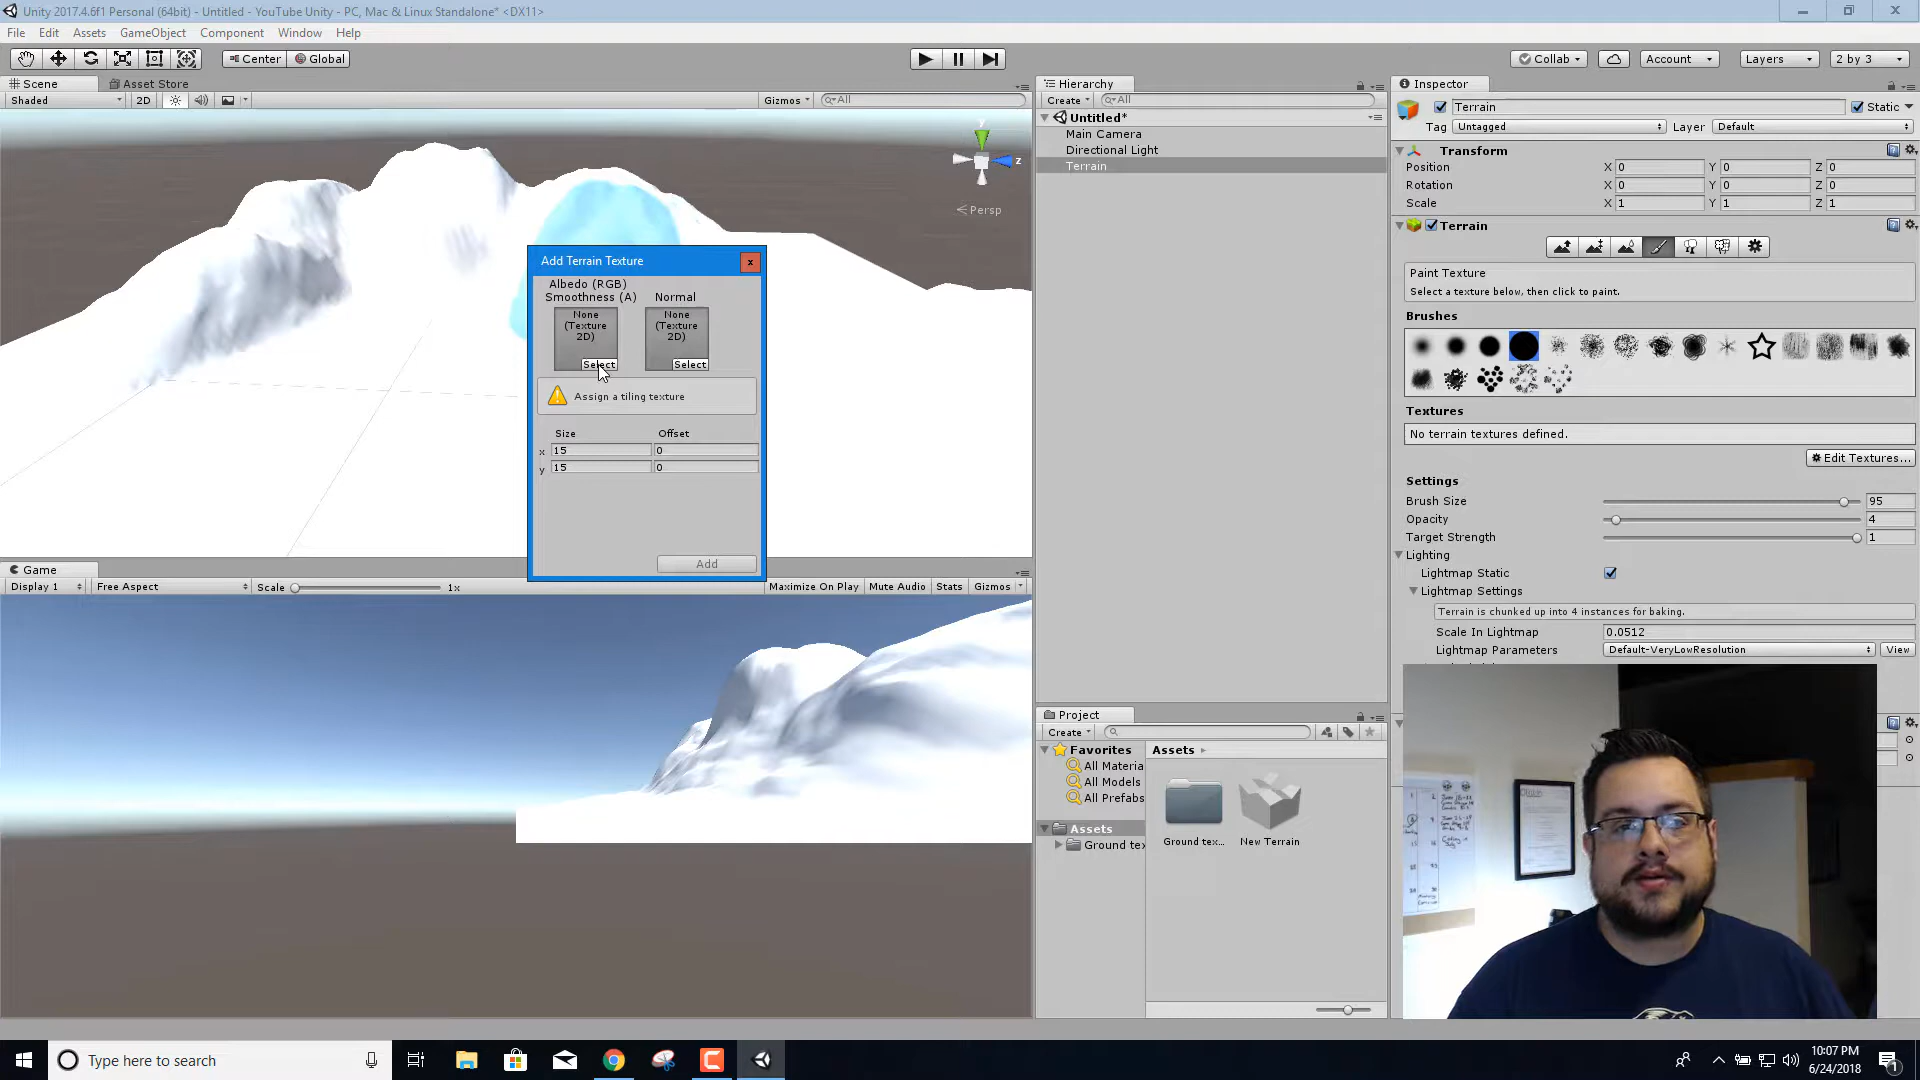 Unity 2017.4.6f1 Personal (64bit) - Untitled - YouTube Unity - PC, Mac & Linux Standalone* <DX11>
File Edit Assets GameObject Component Window Help
Center Global
Collab Account Layers 2 by 3
Scene Asset Store
Shaded 2D Gizmos All
y
z
Persp
Add Terrain Texture
x
Albedo (RGB)
Smoothness (A) Normal
None
(Texture
2D)
Select
None
(Texture
2D)
Select
Assign a tiling texture
Size Offset
x 15 0
y 15 0
Add
Game
Display 1 Free Aspect Scale 1x Maximize On Play Mute Audio Stats Gizmos
Hierarchy
Create All
Untitled*
Main Camera
Directional Light
Terrain
Project
Create
Favorites
All Materia
All Models
All Prefabs
Assets
Ground tex
Assets
Ground tex...
New Terrain
Inspector
Terrain Static
Tag Untagged Layer Default
Transform
Position X 0 Y 0 Z 0
Rotation X 0 Y 0 Z 0
Scale X 1 Y 1 Z 1
Terrain
Paint Texture
Select a texture below, then click to paint.
Brushes
Textures
No terrain textures defined.
Edit Textures...
Settings
Brush Size 95
Opacity 4
Target Strength 1
Lighting
Lightmap Static
Lightmap Settings
Terrain is chunked up into 4 instances for baking.
Scale In Lightmap 0.0512
Lightmap Parameters Default-VeryLowResolution View
Type here to search
10:07 PM
6/24/2018
1